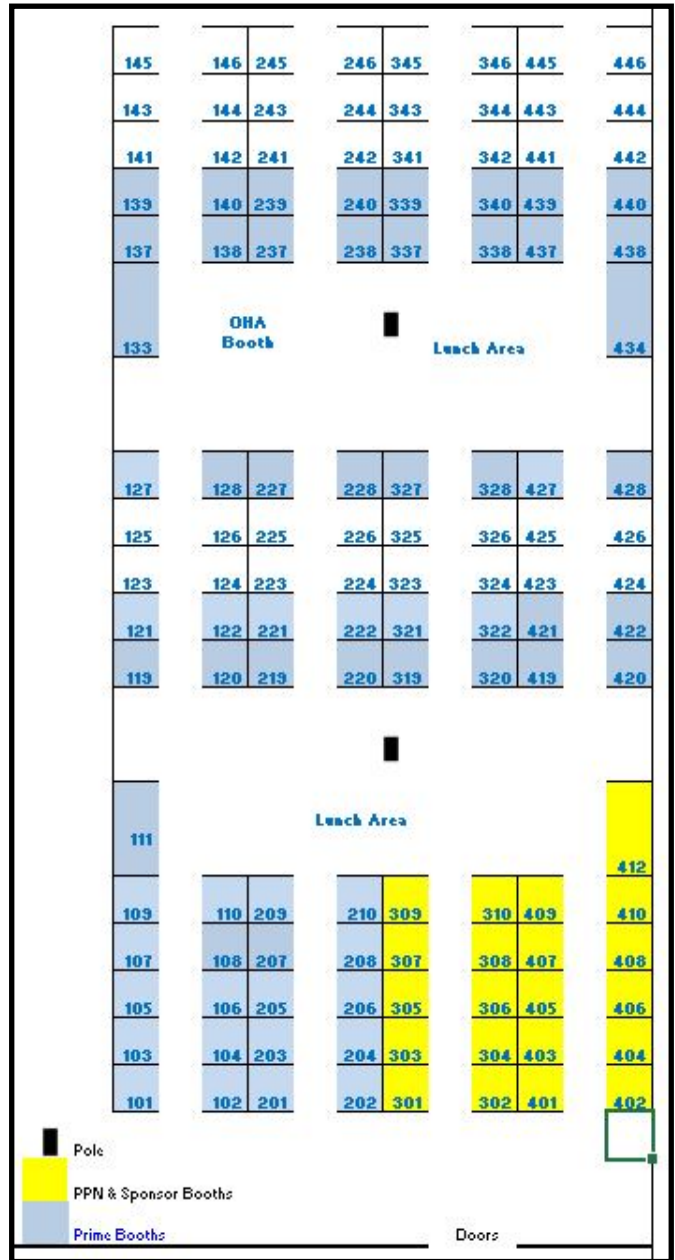 145 146 245 246 345 346 445 446
143 144 243 244 343 344 443 444
141 142 241 242 341 342 441 442
139 140 239 240 339 340 439 440
137 138 237 238 337 338 437 438
OHA
Booth
133 Lunch Area 434
127 128 227 228 327 328 427 428
125 126 225 226 325 326 425 426
123 124 223 224 323 324 423 424
121 122 221 222 321 322 421 422
119 120 219 220 319 320 419 420
Lunch Area
111
412
109 110 209 210 309 310 409 410
107 108 207 208 307 308 407 408
105 106 205 206 305 306 405 406
103 104 203 204 303 304 403 404
101 102 201 202 301 302 401 402
Pole
PPN & Sponsor Booths
Prime Booths Doors